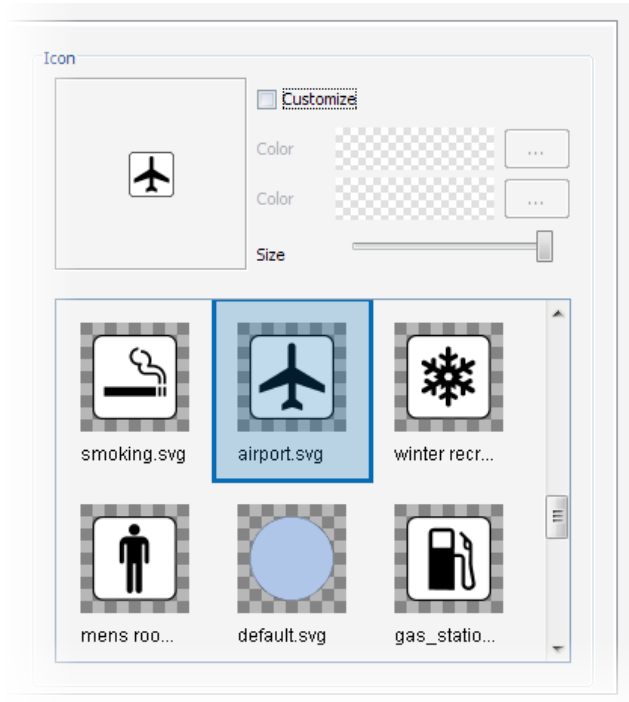 Icon
Customize
Color
...
Color
...
Size
smoking.svg
airport.svg
winter recr...
mens roo...
default.svg
gas_statio...